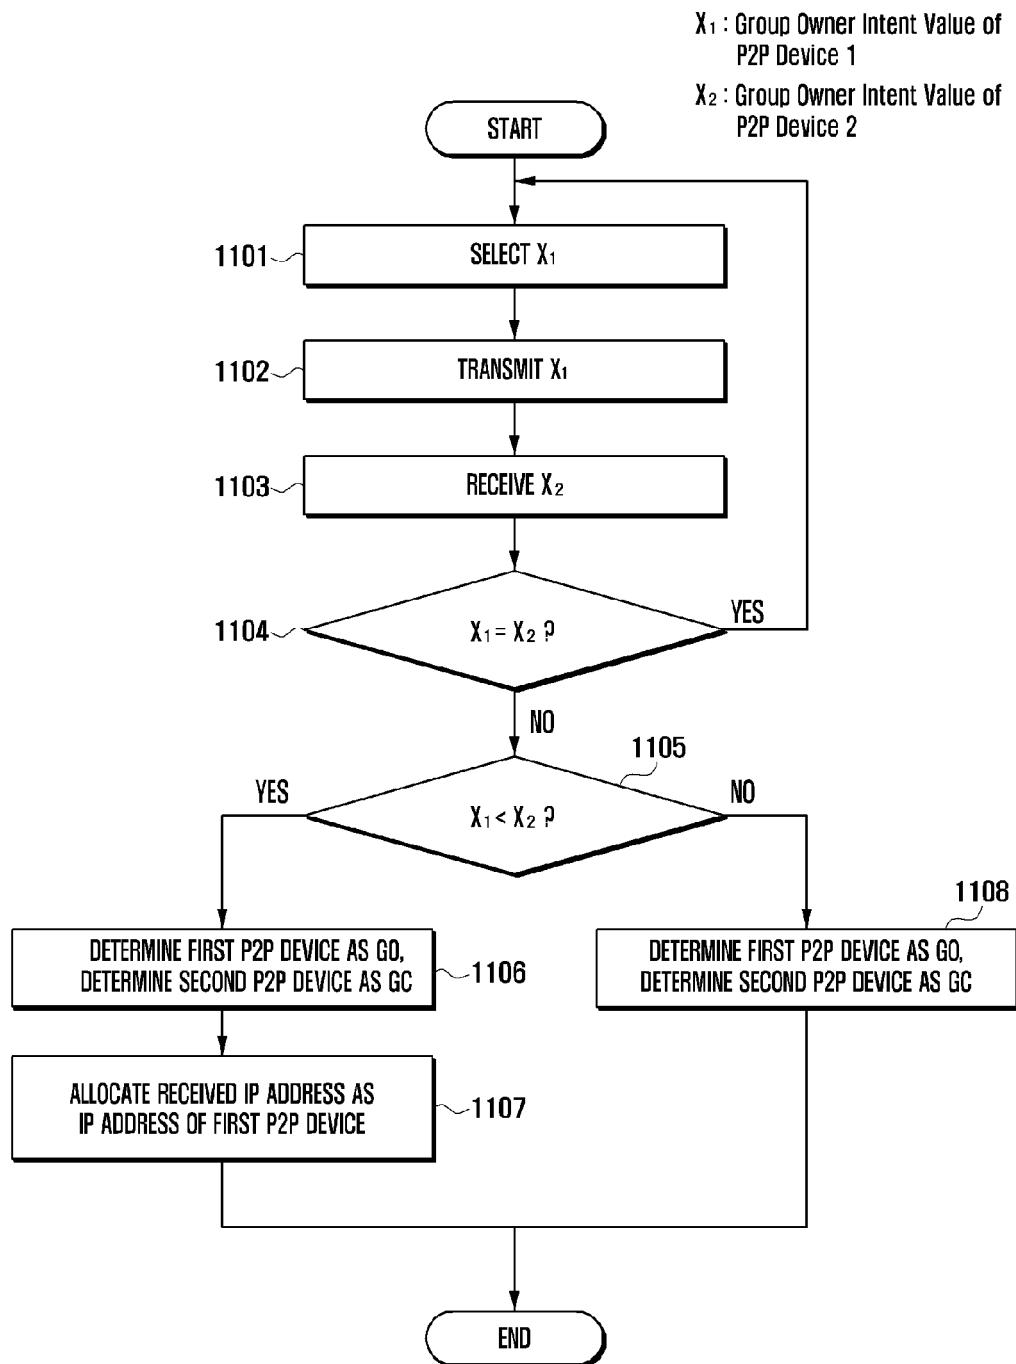 X1 : Group Owner Intent Value of
P2P Device 1
X2 : Group Owner Intent Value of
P2P Device 2
START
1101
SELECT X1
1102
TRANSMIT X1
1103
RECEIVE X2
1104
X1 = X2 ?
YES
NO
1105
X1 < X2 ?
YES
NO
1108
DETERMINE FIRST P2P DEVICE AS GO,
DETERMINE SECOND P2P DEVICE AS GC
1106
DETERMINE FIRST P2P DEVICE AS GO,
DETERMINE SECOND P2P DEVICE AS GC
ALLOCATE RECEIVED IP ADDRESS AS
IP ADDRESS OF FIRST P2P DEVICE
1107
END